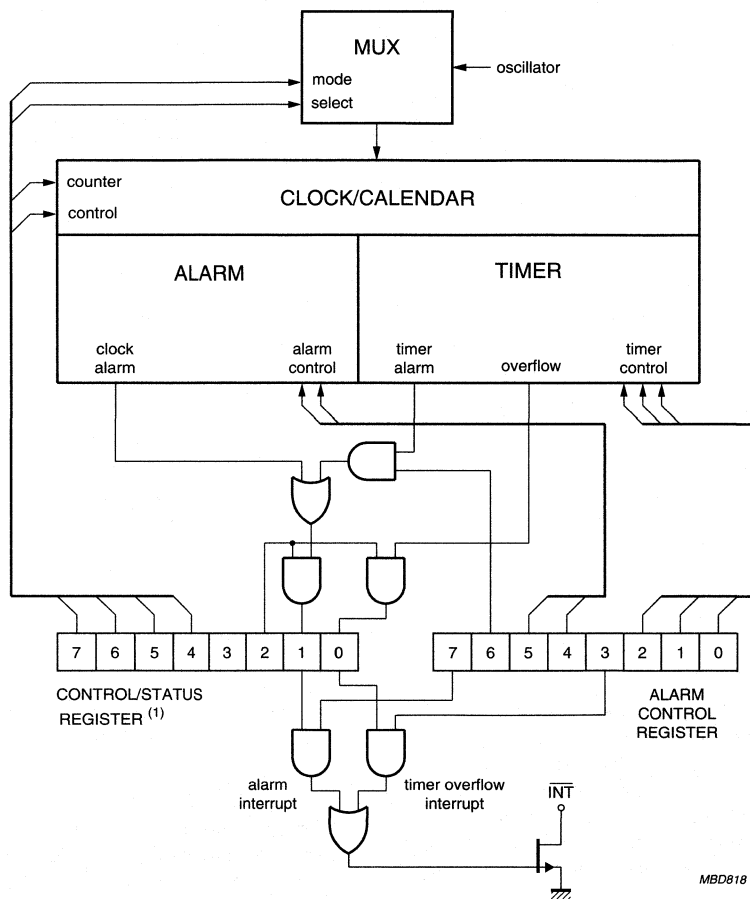 MUX
mode
oscillator
select
counter
CLOCK/CALENDAR
control
ALARM
TIMER
clock
alarm
alarm
control
timer
alarm
overflow
timer
control
7 6 5 4 3 2 1 0
7 6 5 4 3 2 1 0
CONTROL/STATUS
REGISTER (1)
ALARM
CONTROL
REGISTER
alarm
interrupt
timer overflow
interrupt
INT
MBD818